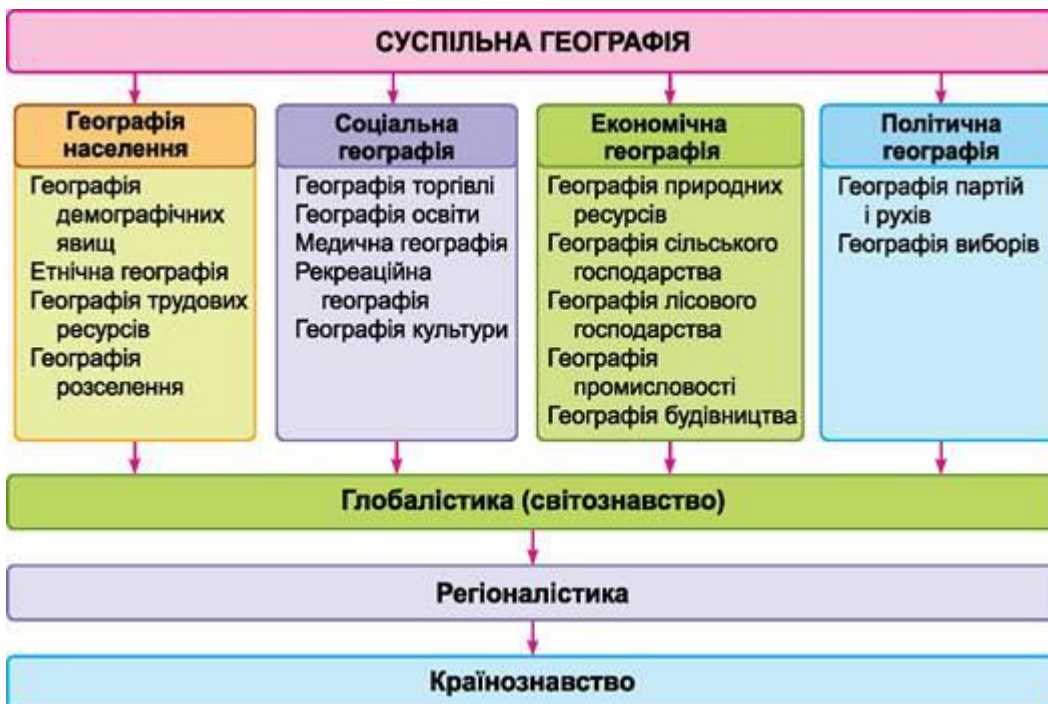 СУСПІЛЬНА ГЕОГРАФІЯ
Географія
населення
Географія
демографічних
явищ
Етнічна географія
Географія трудових
ресурсів
Географія
розселення
Соціальна
географія
Географія торгівлі
Географія освіти
Медична географія
Рекреаційна
географія
Географія культури
Економічна
географія
Географія природних
ресурсів
Географія сільського
господарства
Географія лісового
господарства
Географія
промисловості
Географія будівництва
Політична
географія
Географія партій
і рухів
Географія виборів
Глобалістика (світознавство)
Регіоналістика
Країнознавство